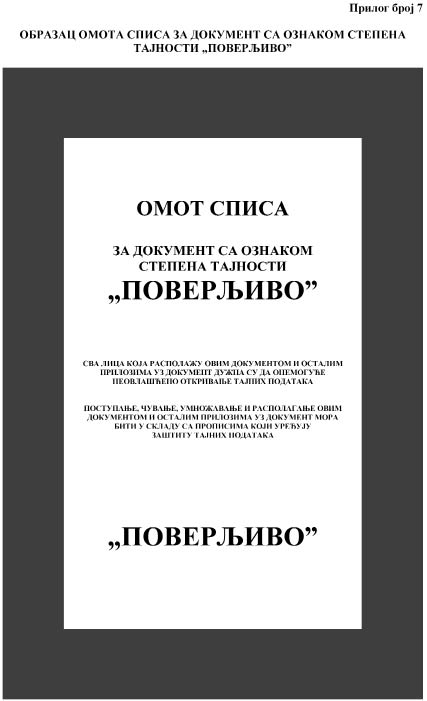 Прилог број 7
ОБРАЗАЦ ОМОТА СПИСА ЗА ДОКУМЕНТ СА ОЗНАКОМ СТЕПЕНА
ТАЈНОСТИ „ПОВЕРЉИВО”
ОМОТ СПИСА
ЗА ДОКУМЕНТ СА ОЗНАКОМ
СТЕПЕНА ТАЈНОСТИ
„ПОВЕРЉИВО”
СВА ЛИЦА КОЈА РАСПОЛАЖУ ОВИМ ДОКУМЕНТОМ И ОСТАЛИМ
ПРИЛОЗИМА УЗ ДОКУМЕНТ ДУЖНА СУ ДА ОНЕМОГУЋЕ
НЕОВЛАШЋЕНО ОТКРИВАЊЕ ТАЈНИХ ПОДАТАКА
ПОСТУПАЊЕ, ЧУВАЊЕ, УМНОЖАВАЊЕ И РАСПОЛАГАЊЕ ОВИМ
ДОКУМЕНТОМ И ОСТАЛИМ ПРИЛОЗИМА УЗ ДОКУМЕНТ МОРА
БИТИ У СКЛАДУ СА ПРОПИСИМА КОЈИ УРЕЂУЈУ
ЗАШТИТУ ТАЈНИХ ПОДАТАКА
„ПОВЕРЉИВО”